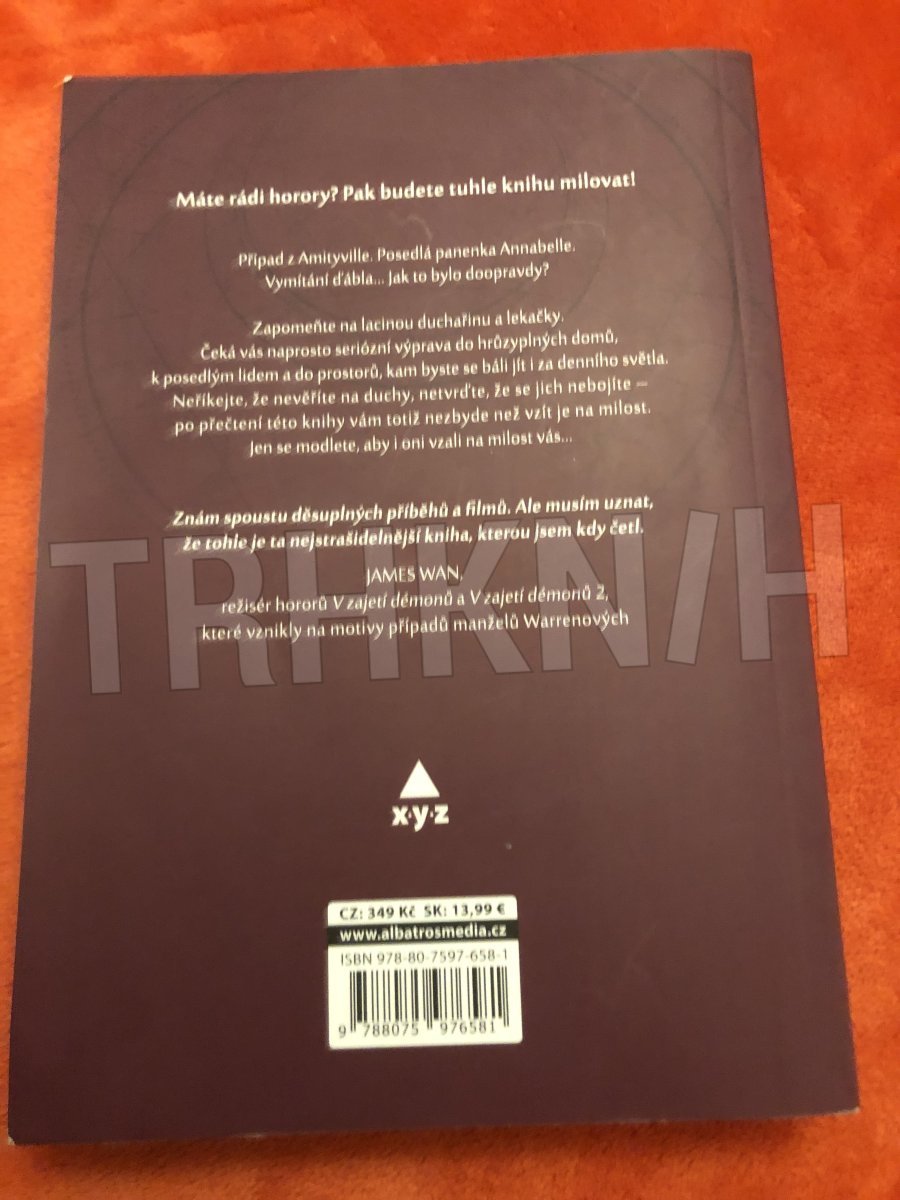 Máte rádi horory? Pak budete tuhle knihu milovat!
Případ z Amityville. Posedlá panenka Annabelle.
Vymítání ďábla... Jak to bylo doopravdy?
Zapomeňte na lacinou duchařinu a lekačky.
Čeká vás naprosto seriózní výprava do hrůzyplných domů,
k posedlým lidem a do prostorů, kam byste se báli jít i za denního světla.
Neříkejte, že nevěříte na duchy, netvrďte, že se jich nebojíte –
po přečtení této knihy vám totiž nezbyde než vzít je na milost.
Jen se modlete, aby i oni vzali na milost vás...
Znám spoustu děsuplných příběhů a filmů. Ale musím uznat,
že tohle je ta nejstrašidelnější kniha, kterou jsem kdy četl.
TRHKN/H
JAMES WAN,
režisér hororů V zajetí démonů a V zajetí démonů 2,
které vznikly na motivy případů manželů Warrenových
x·y·z
CZ: 349 Kč SK: 13,99 €
www.albatrosmedia.cz
ISBN 978-80-7597-658-1
9 788075 976581